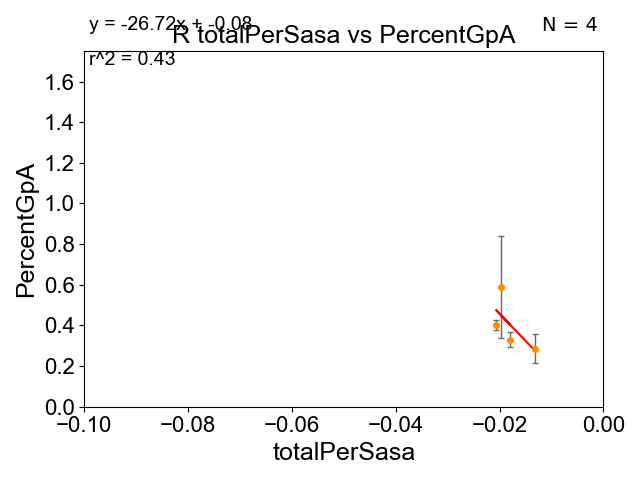 y = -26.72x + -0.08
R totalPerSasa vs PercentGpA
N = 4
r^2 = 0.43
PercentGpA
1.6
1.4
1.2
1.0
0.8
0.6
0.4
0.2
0.0
−0.10 −0.08 −0.06 −0.04 −0.02 0.00
totalPerSasa